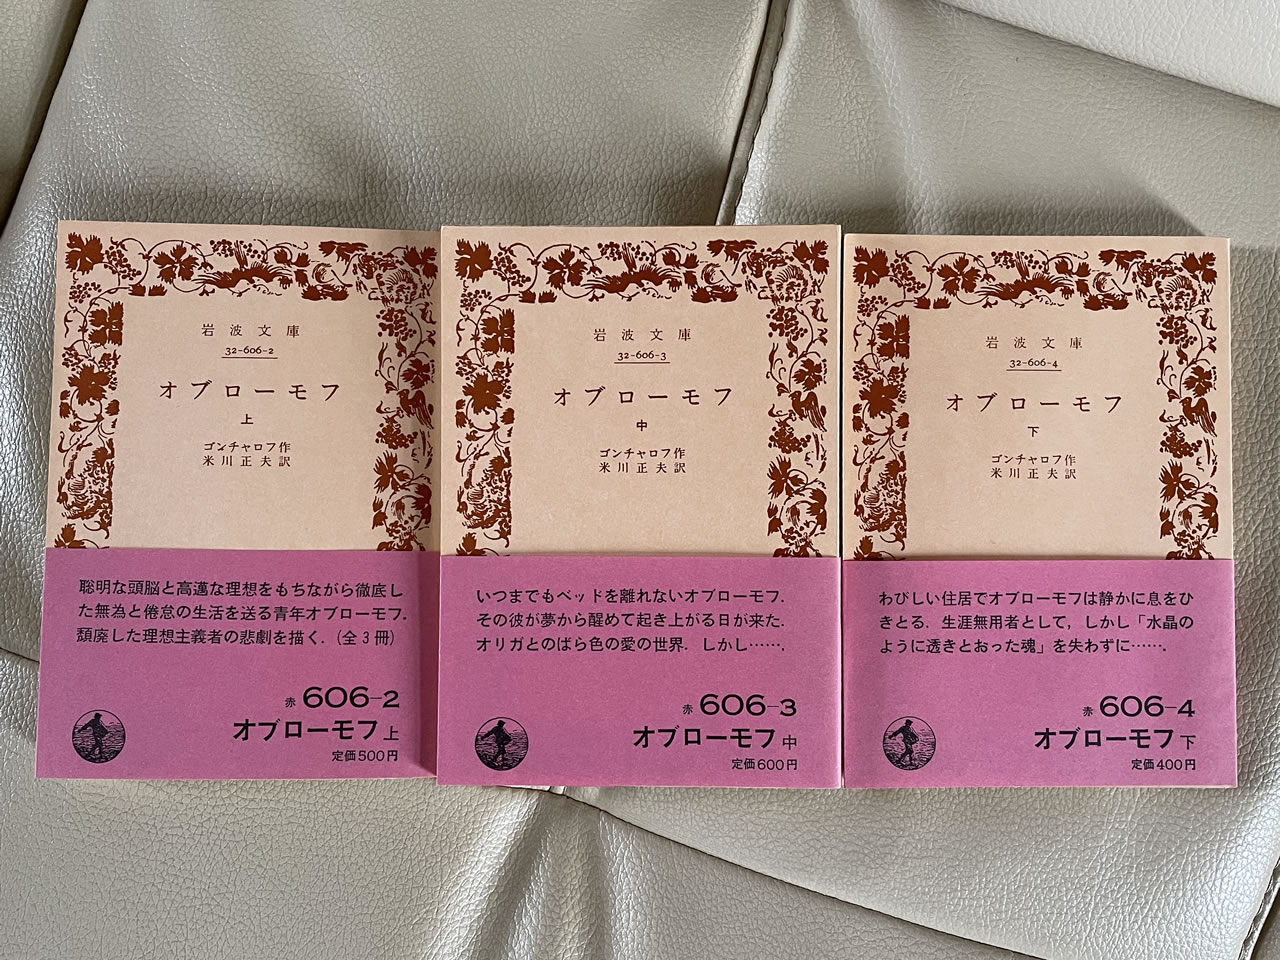 岩波文庫
32-606-2
オブローモフ
上
ゴンチャロフ作
米川正夫訳
聡明な頭脳と高邁な理想をもちながら徹底し
た無為と倦怠の生活を送る青年オブローモフ.
頽廃した理想主義者の悲劇を描く.(全3冊)
赤 606-2
オブローモフ 上
定価500円
岩波文庫
32-606-3
オブローモフ
中
ゴンチャロフ作
米川正夫訳
いつまでもベッドを離れないオブローモフ.
その彼が夢から醒めて起き上がる日が来た.
オリガとのばら色の愛の世界.しかし…….
赤 606-3
オブローモフ 中
定価600円
岩波文庫
32-606-4
オブローモフ
下
ゴンチャロフ作
米川正夫訳
わびしい住居でオブローモフは静かに息をひ
きとる.生涯無用者として,しかし「水晶の
ように透きとおった魂」を失わずに…….
赤 606-4
オブローモフ 下
定価400円